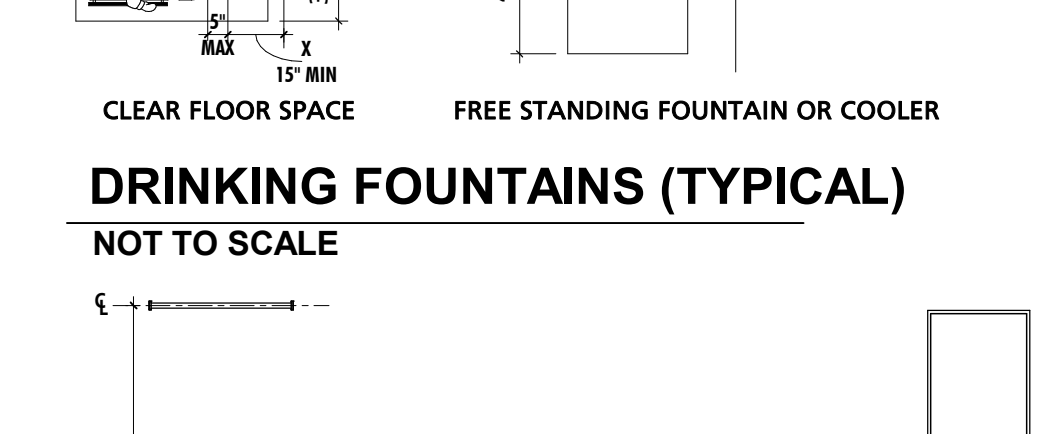 5"
MAX
X
15" MIN
CLEAR FLOOR SPACE
FREE STANDING FOUNTAIN OR COOLER
DRINKING FOUNTAINS (TYPICAL)
NOT TO SCALE
℄